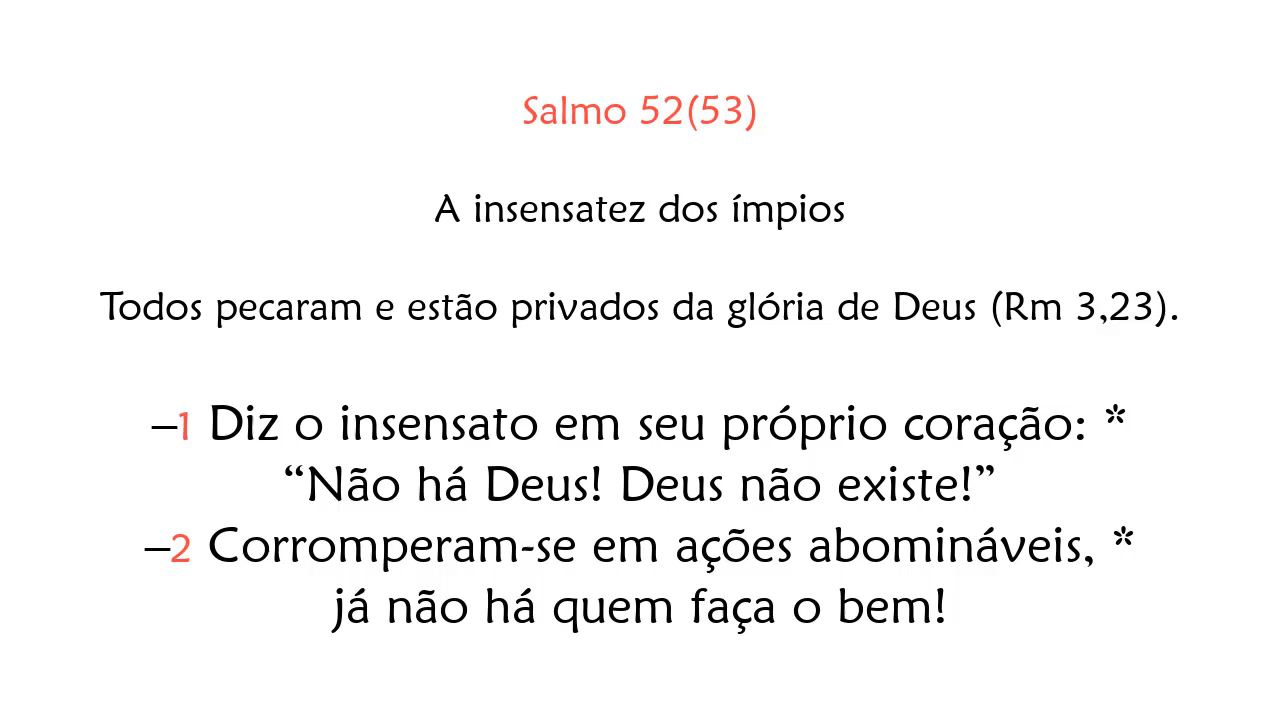 Salmo 52(53)
A insensatez dos ímpios
Todos pecaram e estão privados da glória de Deus (Rm 3,23).
–1 Diz o insensato em seu próprio coração: *
“Não há Deus! Deus não existe!”
–2 Corromperam-se em ações abomináveis, *
já não há quem faça o bem!